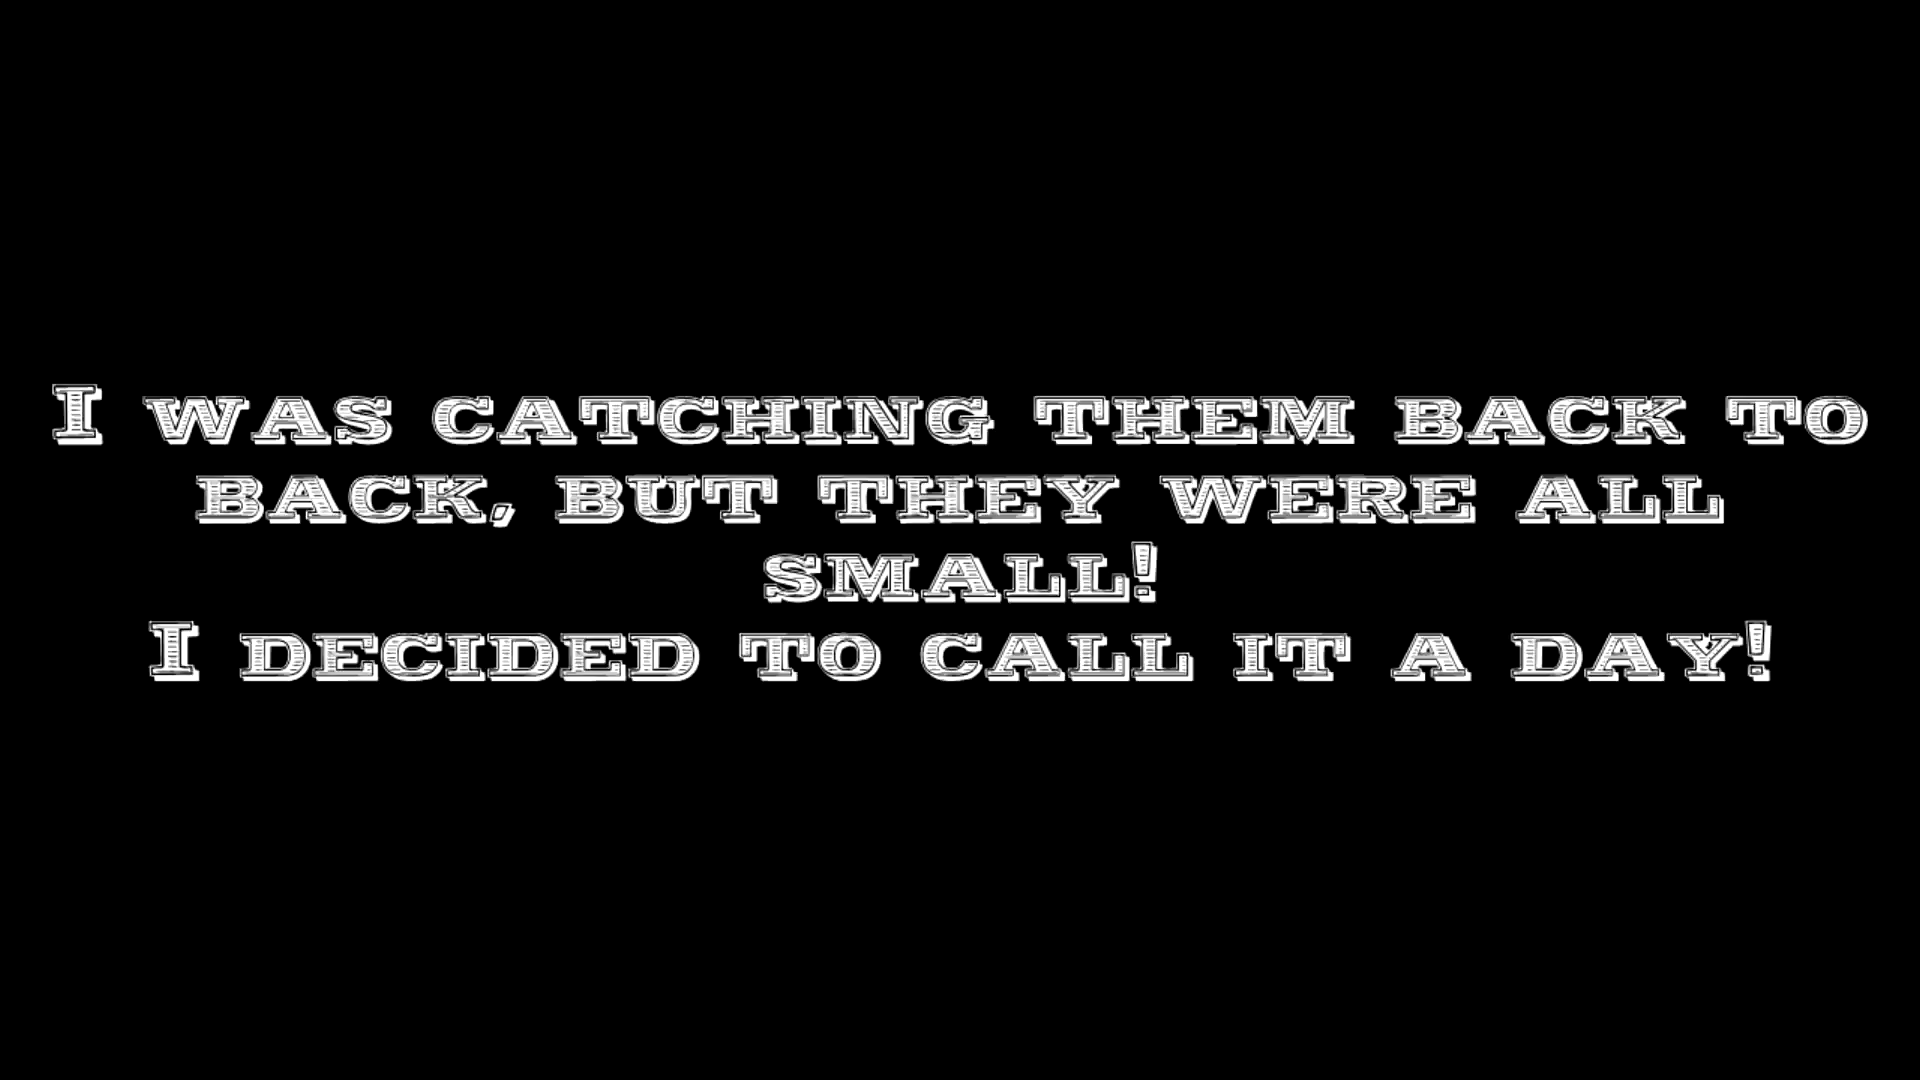 I was catching them back to
back, but they were all
small!
I decided to call it a day!